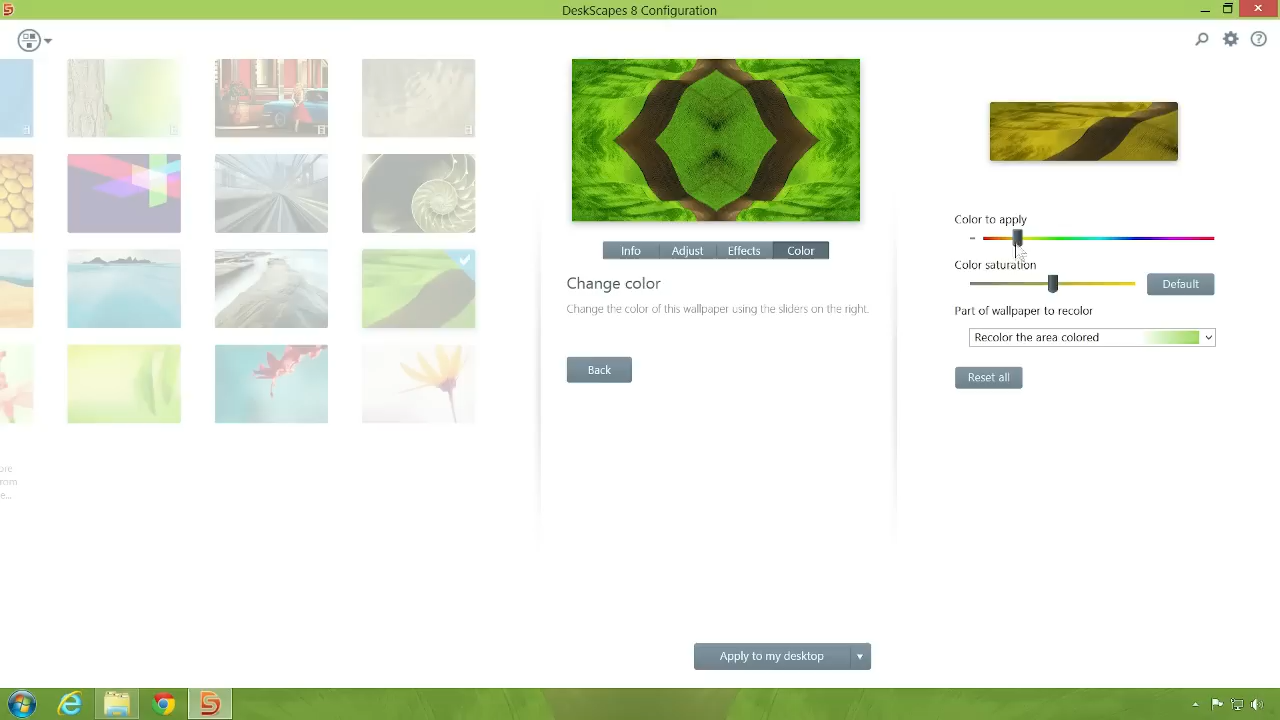 DeskScapes 8 Configuration
Info
Adjust
Effects
Color
Change color
Change the color of this wallpaper using the sliders on the right.
Back
Color to apply
Color saturation
Default
Part of wallpaper to recolor
Recolor the area colored
Reset all
ore
rom
e...
Apply to my desktop